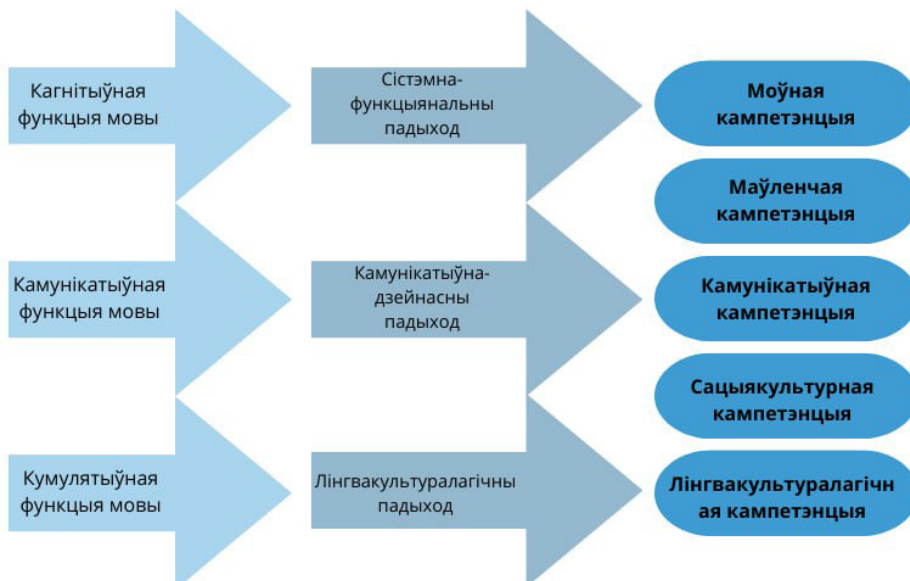 Кагнітыўная
функцыя мовы
Сістэмна-
функцыянальны
падыход
Моўная
кампетэнцыя
Маўленчая
кампетэнцыя
Камунікатыўная
функцыя мовы
Камунікатыўна-
дзейнасны
падыход
Камунікатыўная
кампетэнцыя
Сацыякультурная
кампетэнцыя
Кумулятыўная
функцыя мовы
Лінгвакультуралагічны
падыход
Лінгвакультуралагічн
ая кампетэнцыя